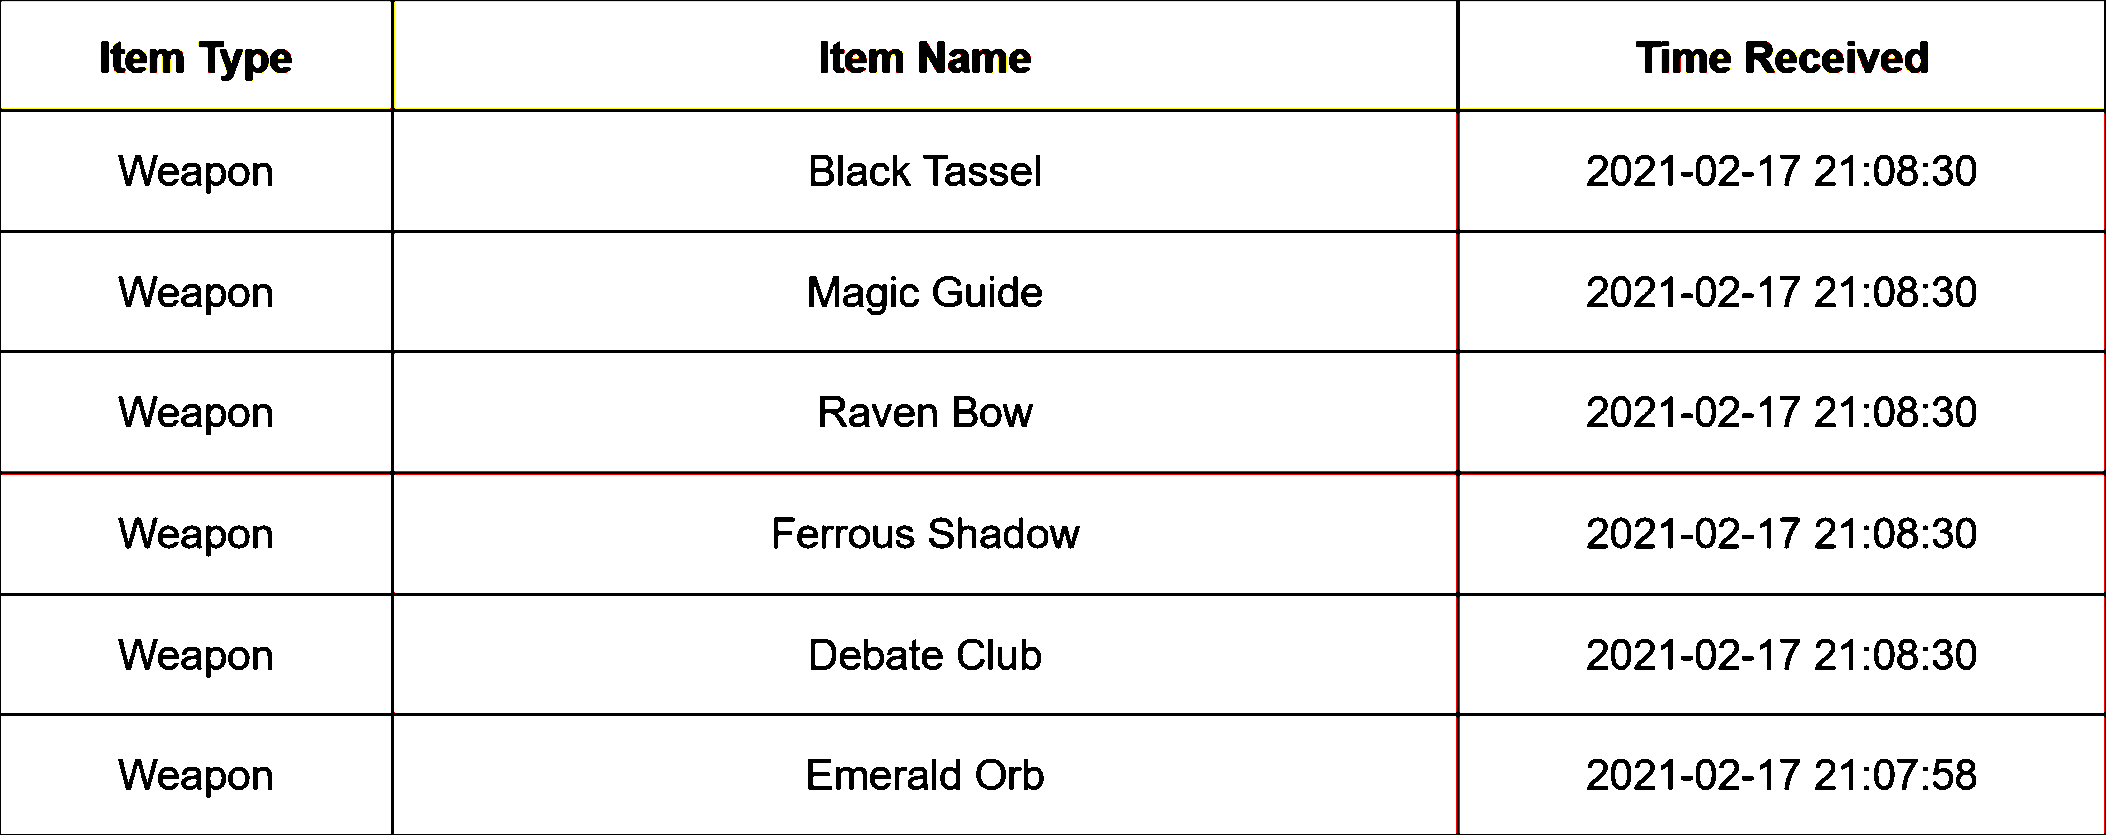 Item Type Item Name Time Received
Weapon Black Tassel 2021-02-17 21:08:30
Weapon Magic Guide 2021-02-17 21:08:30
Weapon Raven Bow 2021-02-17 21:08:30
Weapon Ferrous Shadow 2021-02-17 21:08:30
Weapon Debate Club 2021-02-17 21:08:30
Weapon Emerald Orb 2021-02-17 21:07:58